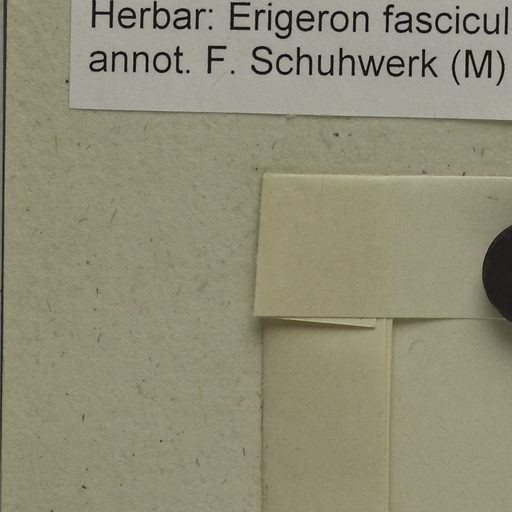 Herbar: Erigeron fascicul
annot. F. Schuhwerk (M)